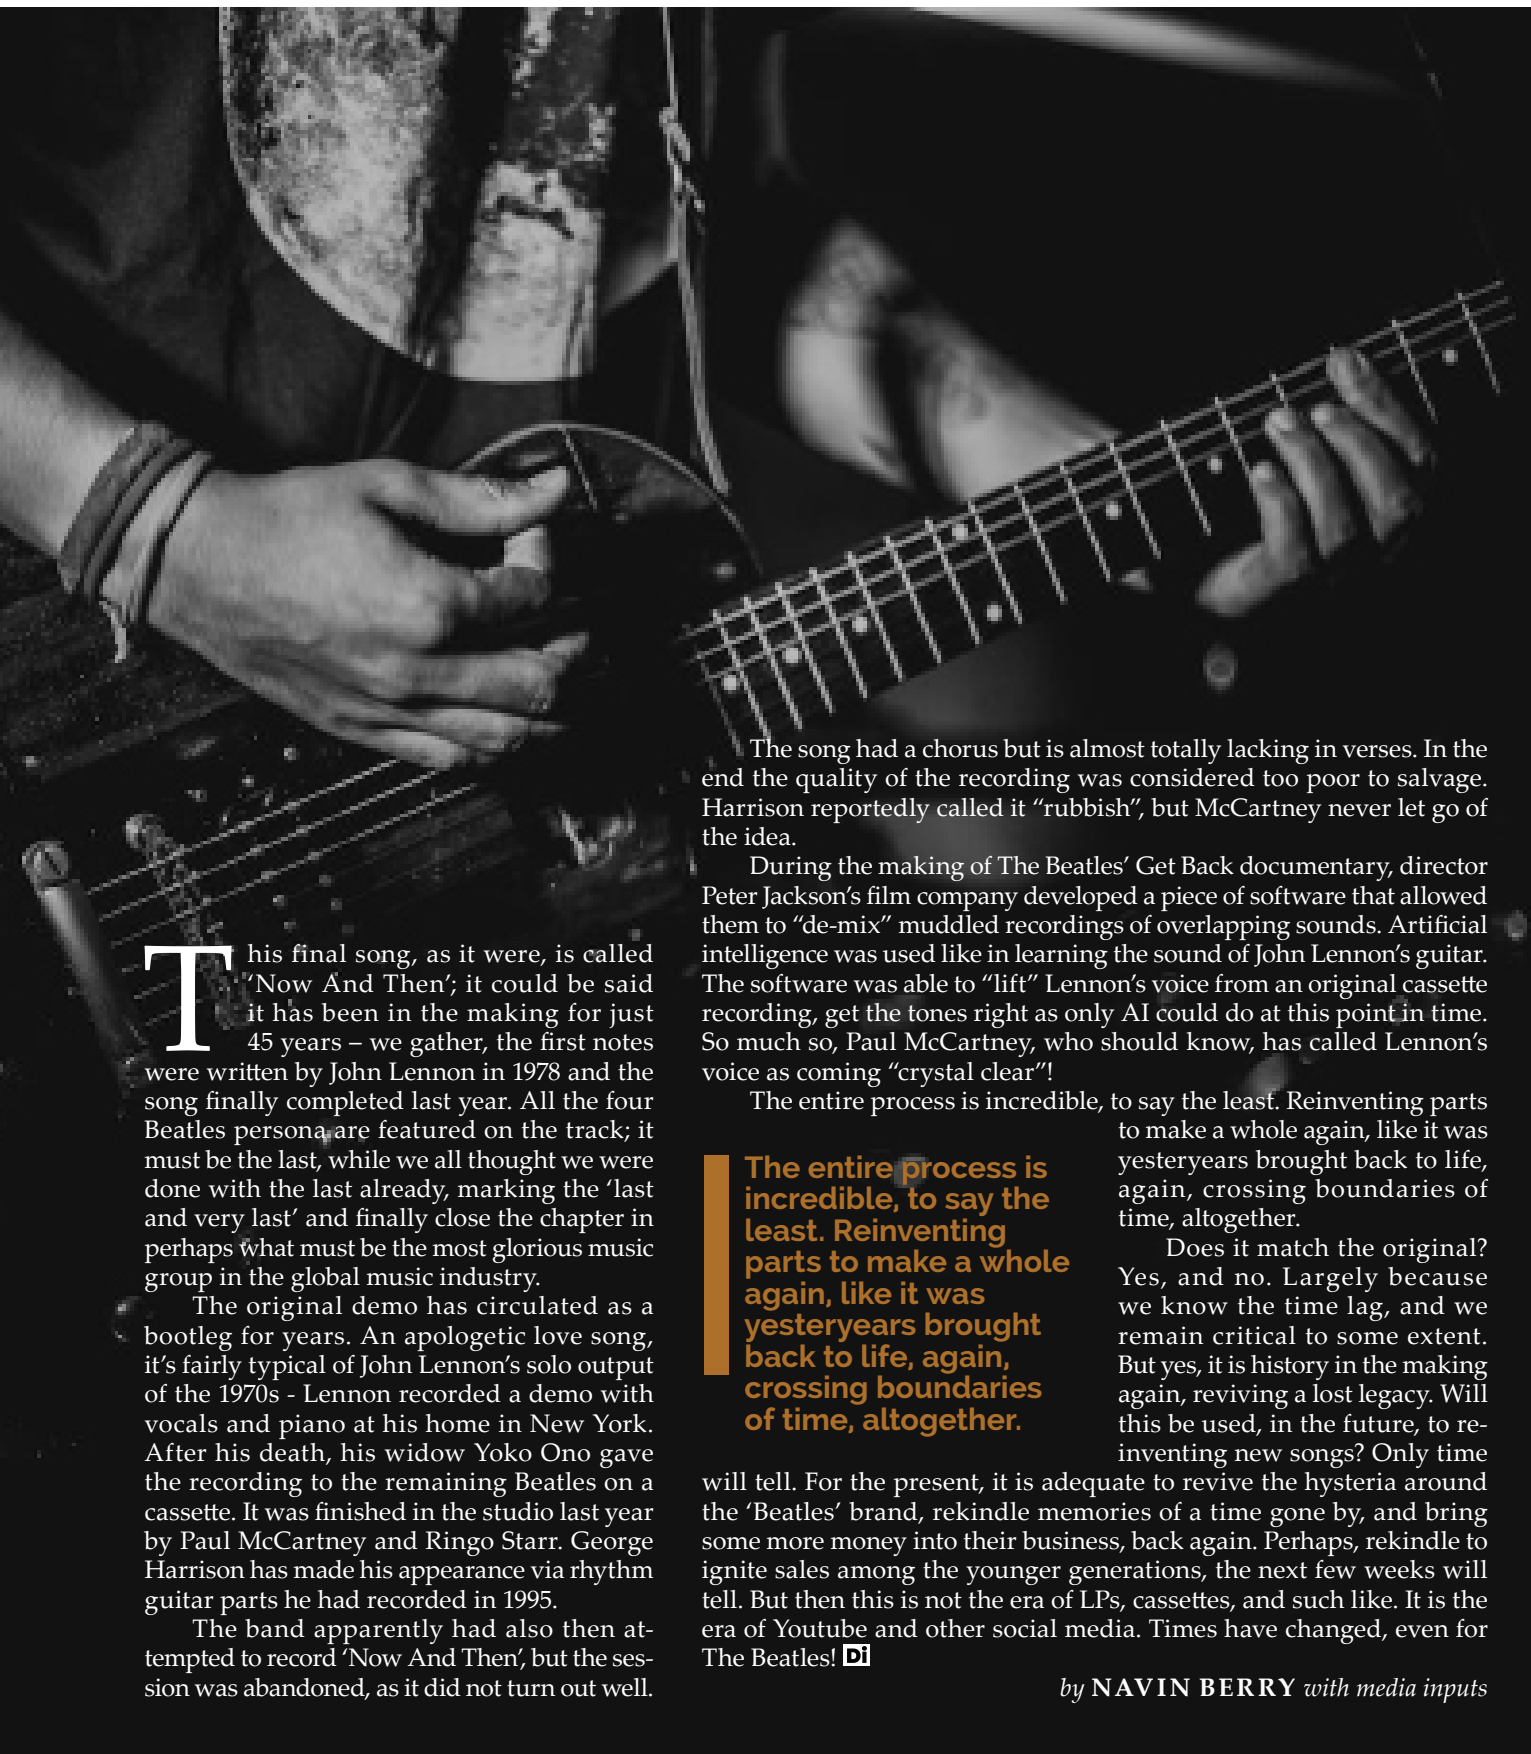 This final song, as it were, is called
‘Now And Then’; it could be said
it has been in the making for just
45 years – we gather, the first notes
were written by John Lennon in 1978 and the
song finally completed last year. All the four
Beatles persona are featured on the track; it
must be the last, while we all thought we were
done with the last already, marking the ‘last
and very last’ and finally close the chapter in
perhaps what must be the most glorious music
group in the global music industry.
The original demo has circulated as a
bootleg for years. An apologetic love song,
it’s fairly typical of John Lennon’s solo output
of the 1970s - Lennon recorded a demo with
vocals and piano at his home in New York.
After his death, his widow Yoko Ono gave
the recording to the remaining Beatles on a
cassette. It was finished in the studio last year
by Paul McCartney and Ringo Starr. George
Harrison has made his appearance via rhythm
guitar parts he had recorded in 1995.
The band apparently had also then at-
tempted to record ‘Now And Then’, but the ses-
sion was abandoned, as it did not turn out well.
The song had a chorus but is almost totally lacking in verses. In the
end the quality of the recording was considered too poor to salvage.
Harrison reportedly called it “rubbish”, but McCartney never let go of
the idea.
During the making of The Beatles’ Get Back documentary, director
Peter Jackson’s film company developed a piece of software that allowed
them to “de-mix” muddled recordings of overlapping sounds. Artificial
intelligence was used like in learning the sound of John Lennon’s guitar.
The software was able to “lift” Lennon’s voice from an original cassette
recording, get the tones right as only AI could do at this point in time.
So much so, Paul McCartney, who should know, has called Lennon’s
voice as coming “crystal clear”!
The entire process is incredible, to say the least. Reinventing parts
to make a whole again, like it was
yesteryears brought back to life,
again, crossing boundaries of
time, altogether.
Does it match the original?
Yes, and no. Largely because
we know the time lag, and we
remain critical to some extent.
But yes, it is history in the making
again, reviving a lost legacy. Will
this be used, in the future, to re-
inventing new songs? Only time
will tell. For the present, it is adequate to revive the hysteria around
the ‘Beatles’ brand, rekindle memories of a time gone by, and bring
some more money into their business, back again. Perhaps, rekindle to
ignite sales among the younger generations, the next few weeks will
tell. But then this is not the era of LPs, cassettes, and such like. It is the
era of Youtube and other social media. Times have changed, even for
The Beatles! Di
The entire process is
incredible, to say the
least. Reinventing
parts to make a whole
again, like it was
yesteryears brought
back to life, again,
crossing boundaries
of time, altogether.
by NAVIN BERRY with media inputs